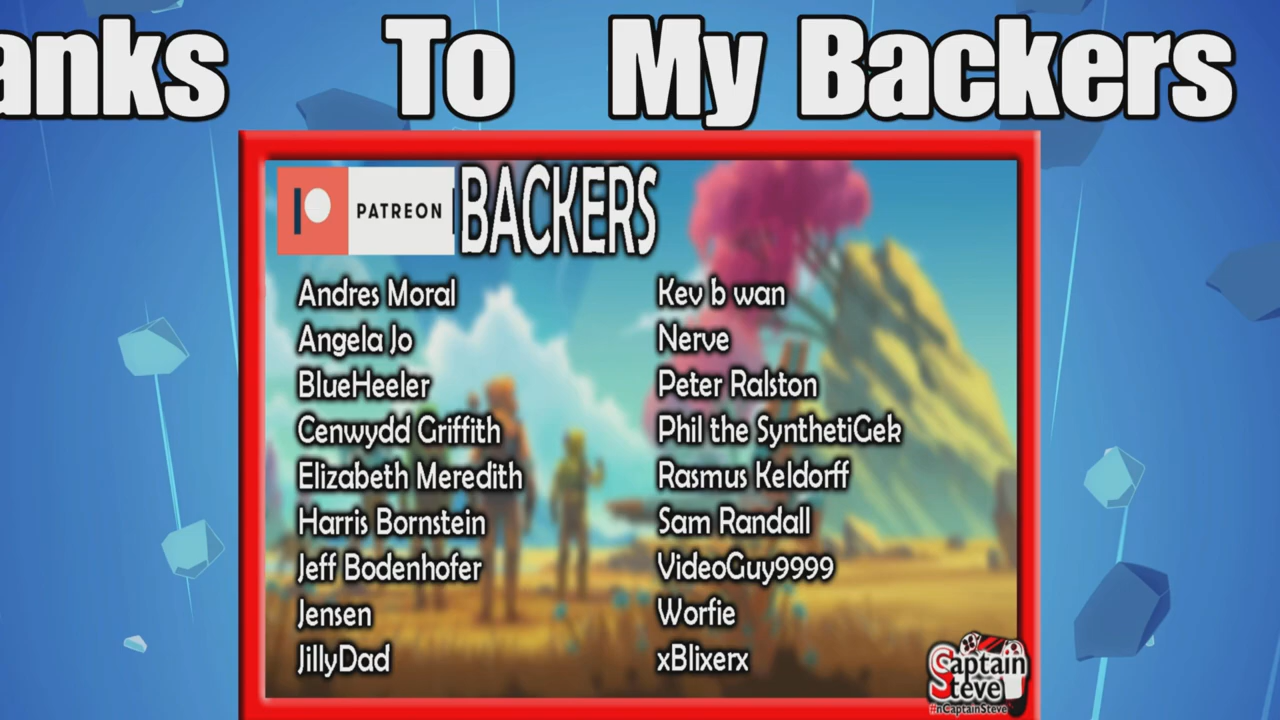 anks To My Backers
PATREON BACKERS
Andres Moral
Angela Jo
BlueHeeler
Cenwydd Griffith
Elizabeth Meredith
Harris Bornstein
Jeff Bodenhofer
Jensen
JillyDad
Kev b wan
Nerve
Peter Ralston
Phil the SynthetiGek
Rasmus Keldorff
Sam Randall
VideoGuy9999
Worfie
xBlixerx
Captain
Steve
#nCaptainSteve